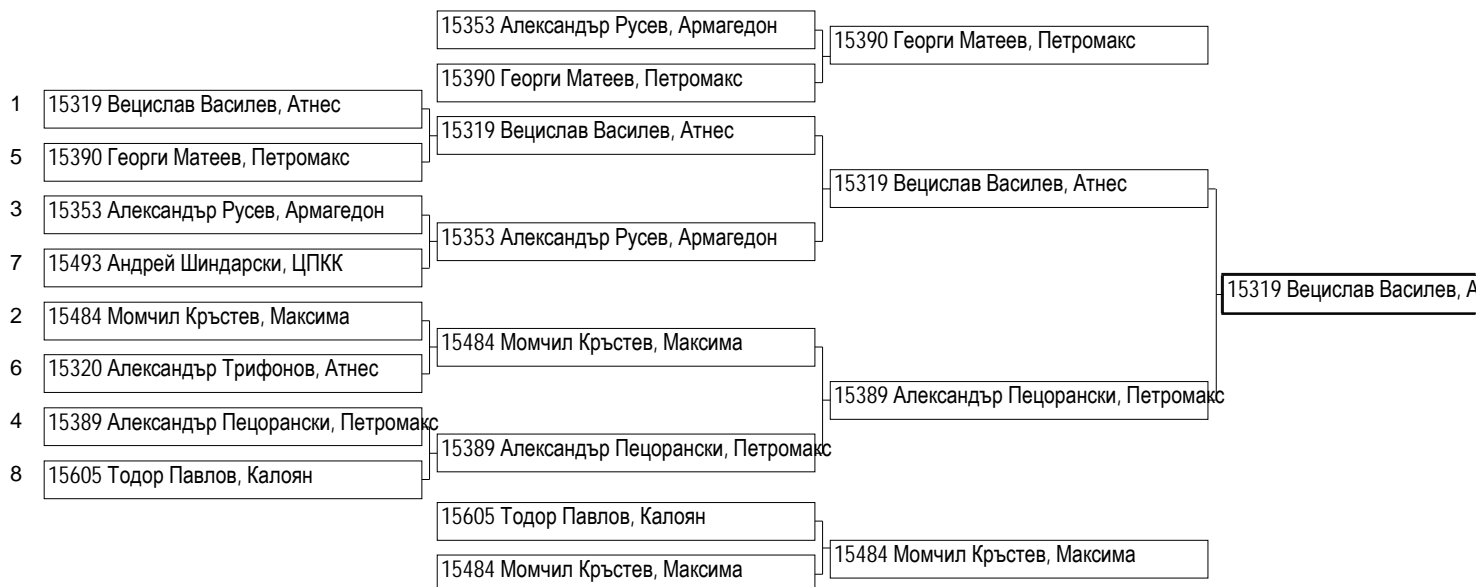 15353 Александър Русев, Армагедон
15390 Георги Матеев, Петромакс
15390 Георги Матеев, Петромакс
1 15319 Вецислав Василев, Атнес
5 15390 Георги Матеев, Петромакс
3 15353 Александър Русев, Армагедон
7 15493 Андрей Шиндарски, ЦПКК
2 15484 Момчил Кръстев, Максима
6 15320 Александър Трифонов, Атнес
4 15389 Александър Пецорански, Петромакс
8 15605 Тодор Павлов, Калоян
15319 Вецислав Василев, Атнес
15353 Александър Русев, Армагедон
15484 Момчил Кръстев, Максима
15389 Александър Пецорански, Петромакс
15319 Вецислав Василев, Атнес
15389 Александър Пецорански, Петромакс
15319 Вецислав Василев, А
15605 Тодор Павлов, Калоян
15484 Момчил Кръстев, Максима
15484 Момчил Кръстев, Максима